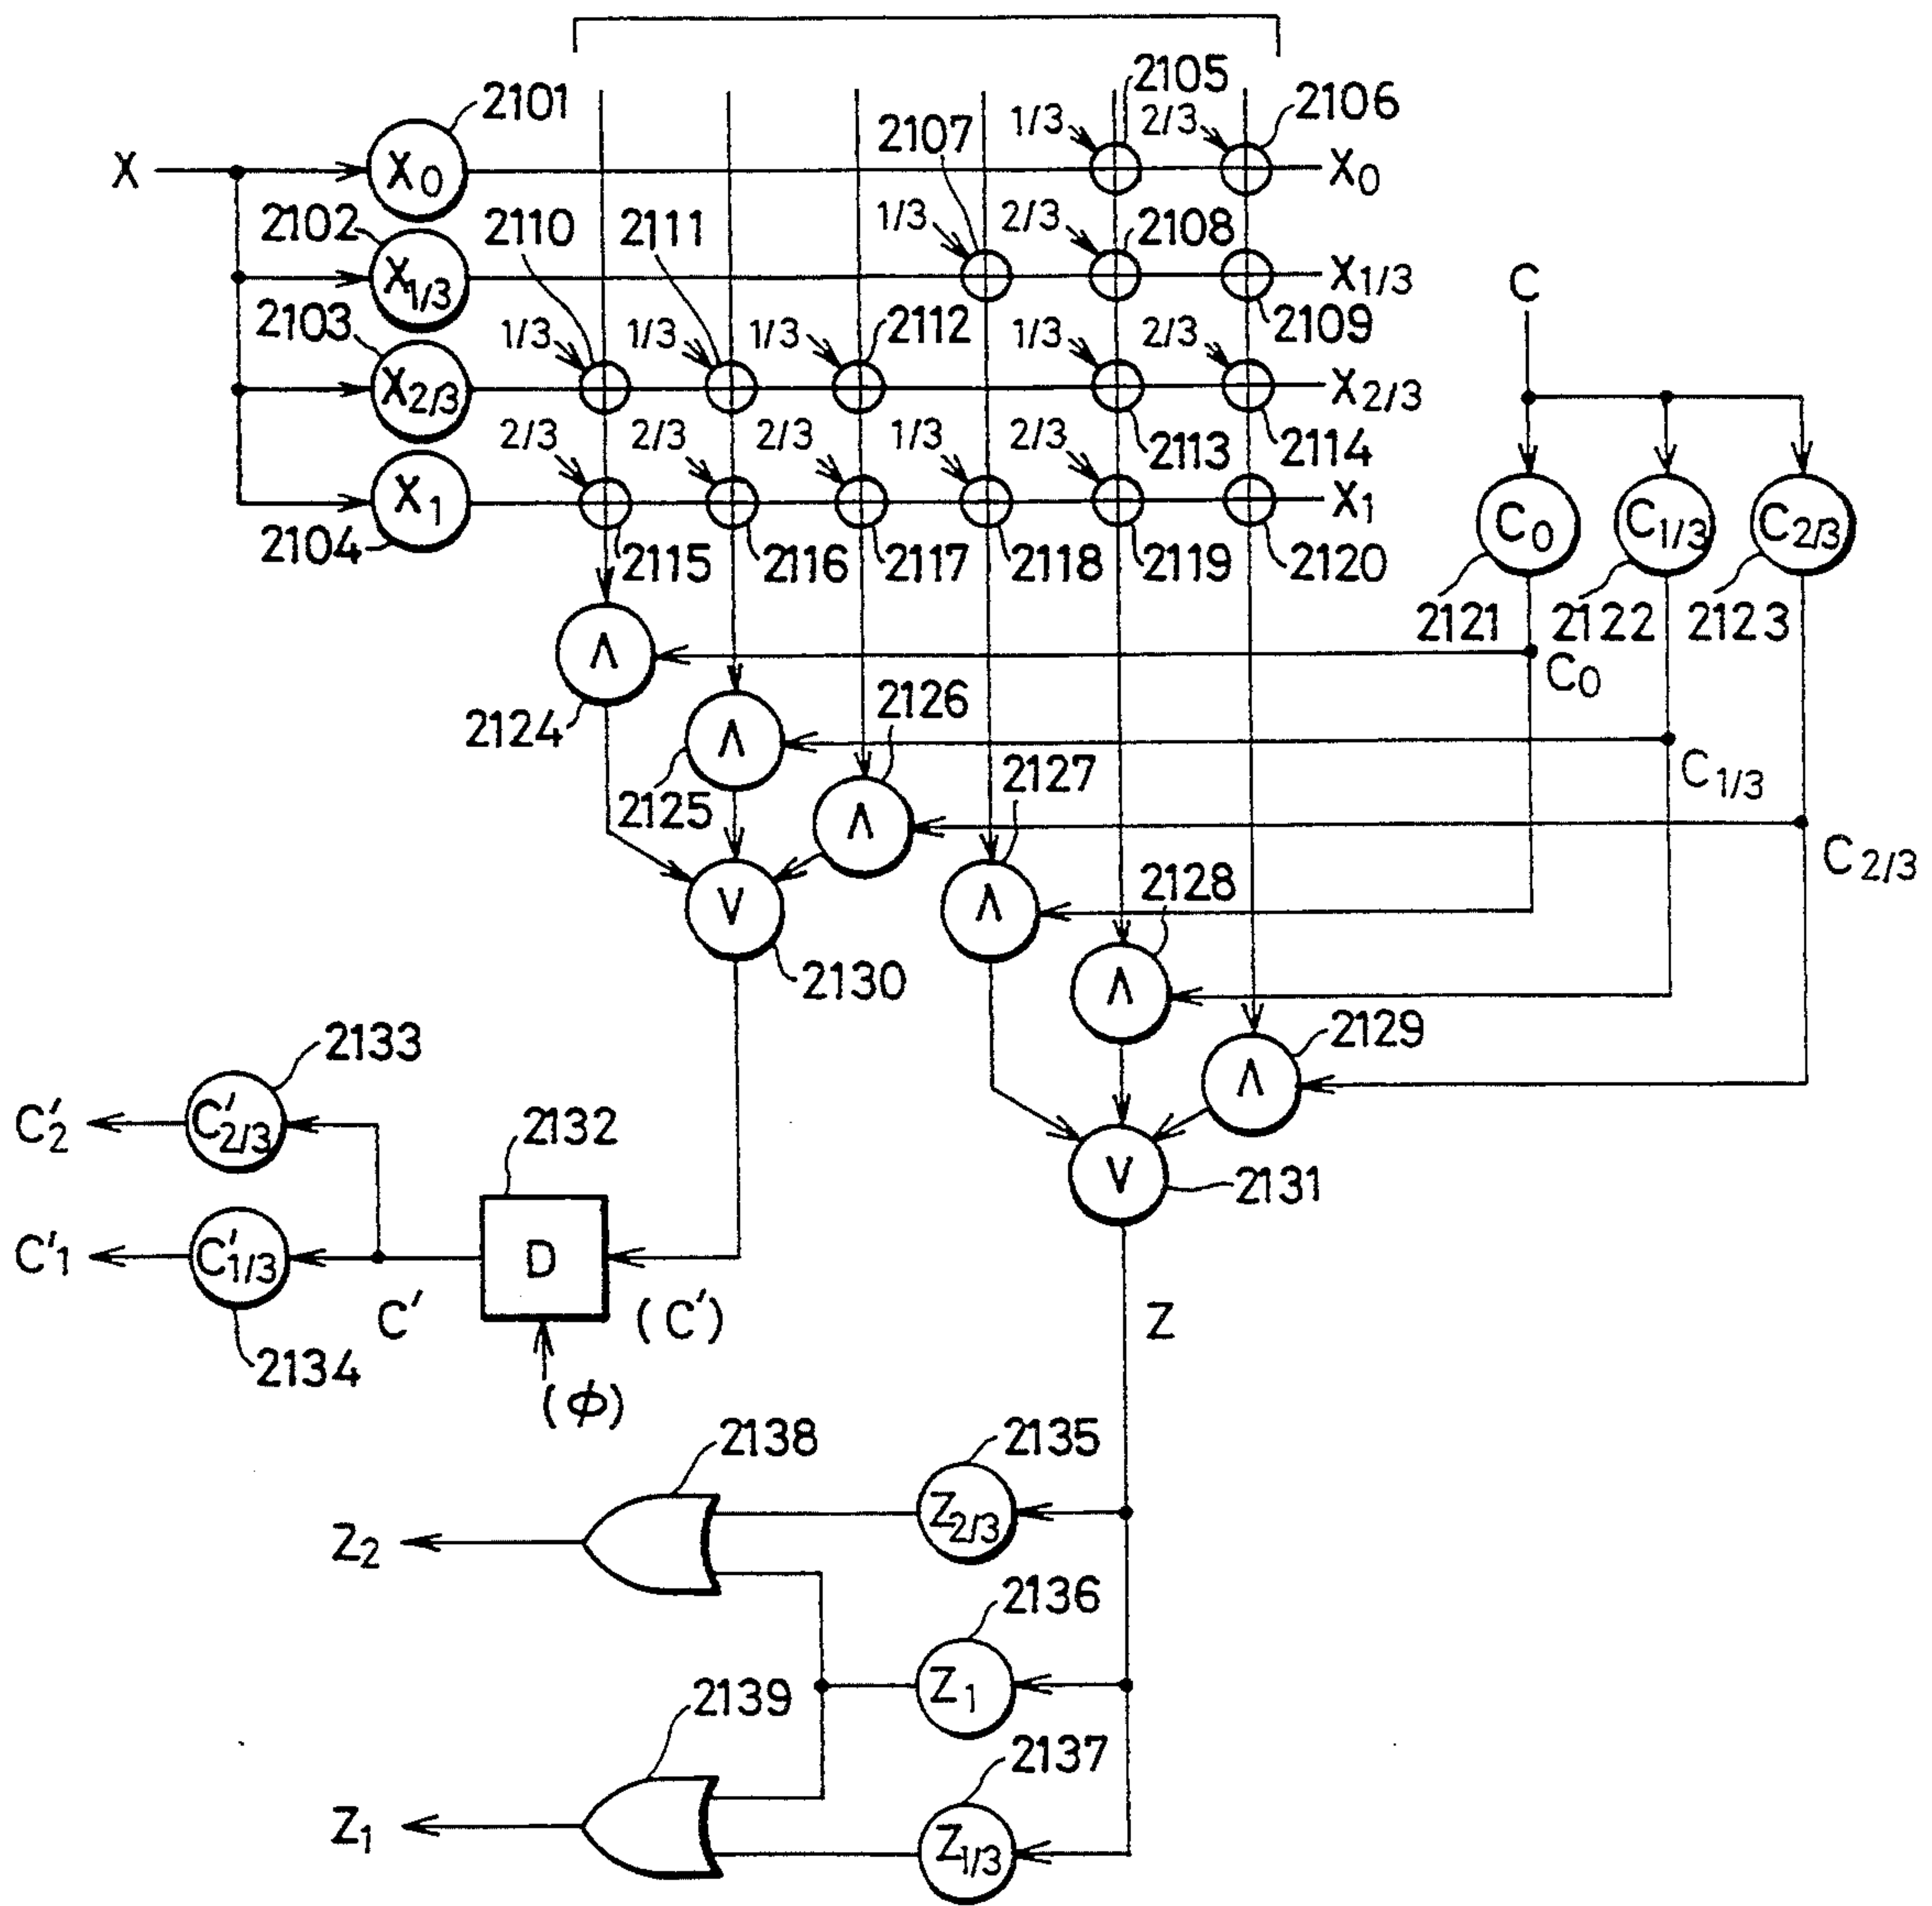 2105
2101
1/3
2/3
2106
2107
X
X0
X0
2102
2110
2111
1/3
2/3
2108
X1/3
X1/3
C
2103
1/3
1/3
1/3
2112
1/3
2/3
2109
X2/3
X2/3
2/3
2/3
2/3
1/3
2/3
2113
2114
X1
X1
C0
C1/3
C2/3
2104
2115
2116
2117
2118
2119
2120
2121
2122
2123
Λ
C0
2124
Λ
2126
C1/3
2125
Λ
2127
C2/3
V
Λ
2128
2130
Λ
2129
2133
Λ
C'2
C'2/3
2132
V
2131
C'1
C'1/3
D
C'
(C')
Z
2134
(φ)
2138
2135
Z2
Z2/3
2136
2139
Z1
2137
Z1
Z1/3